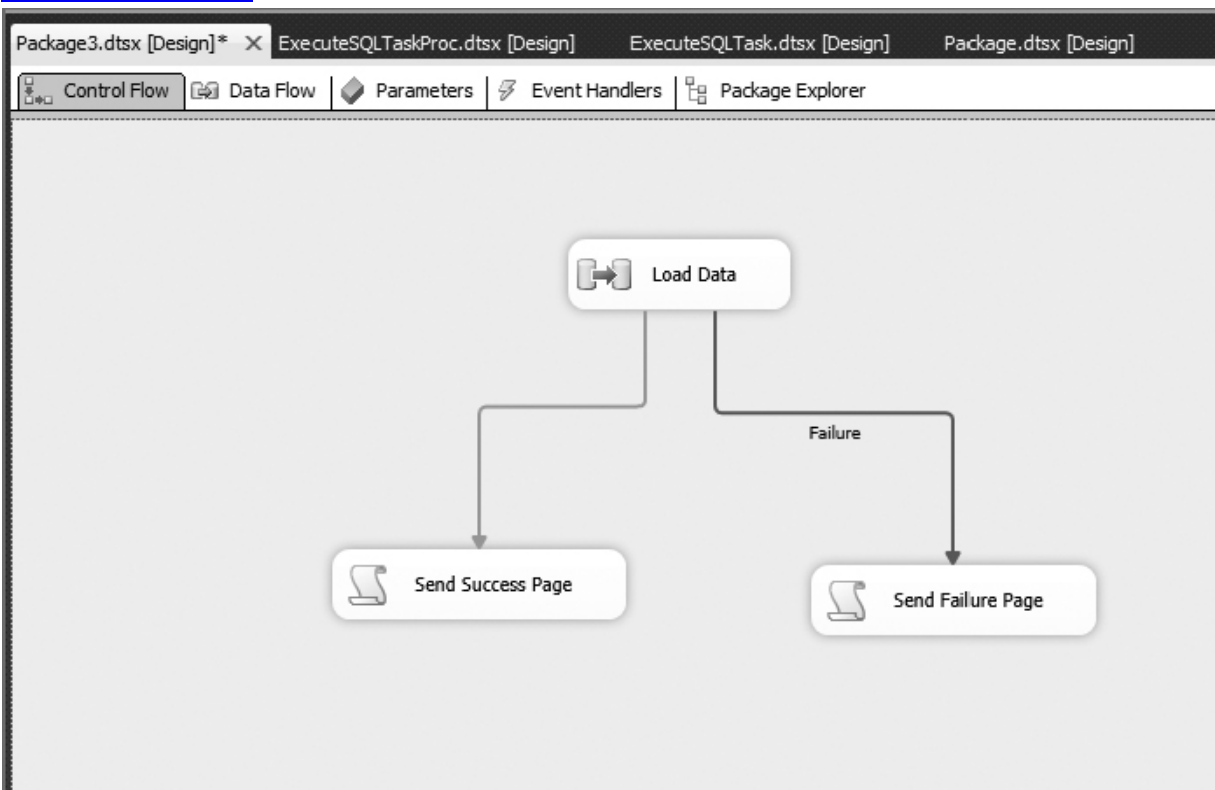 Package3.dtsx [Design]* ExecuteSQLTaskProc.dtsx [Design] ExecuteSQLTask.dtsx [Design] Package.dtsx [Design]
Control Flow Data Flow Parameters Event Handlers Package Explorer
Load Data
Failure
Send Success Page
Send Failure Page